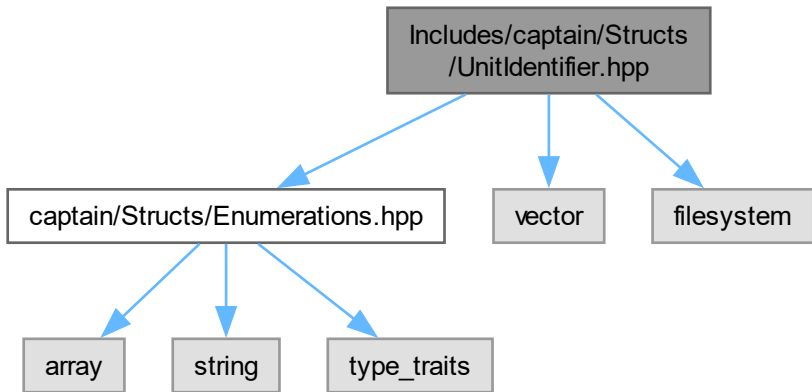 Includes/captain/Structs
/UnitIdentifier.hpp
captain/Structs/Enumerations.hpp
vector
filesystem
array
string
type_traits